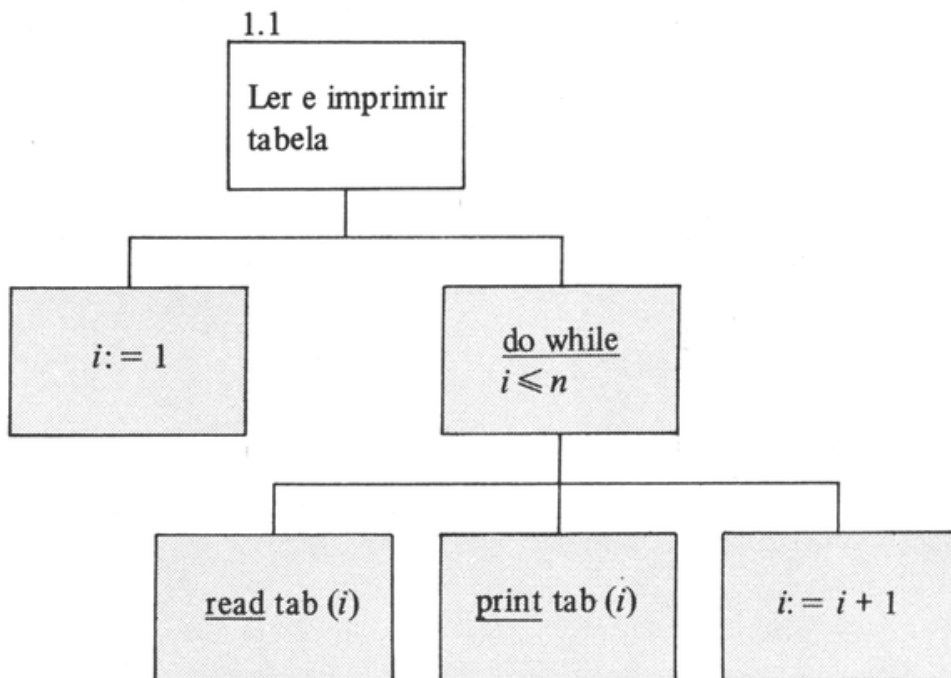 1.1
Ler e imprimir
tabela
i: = 1
do while
i ⩽ n
read tab (i)
print tab (i)
i: = i + 1